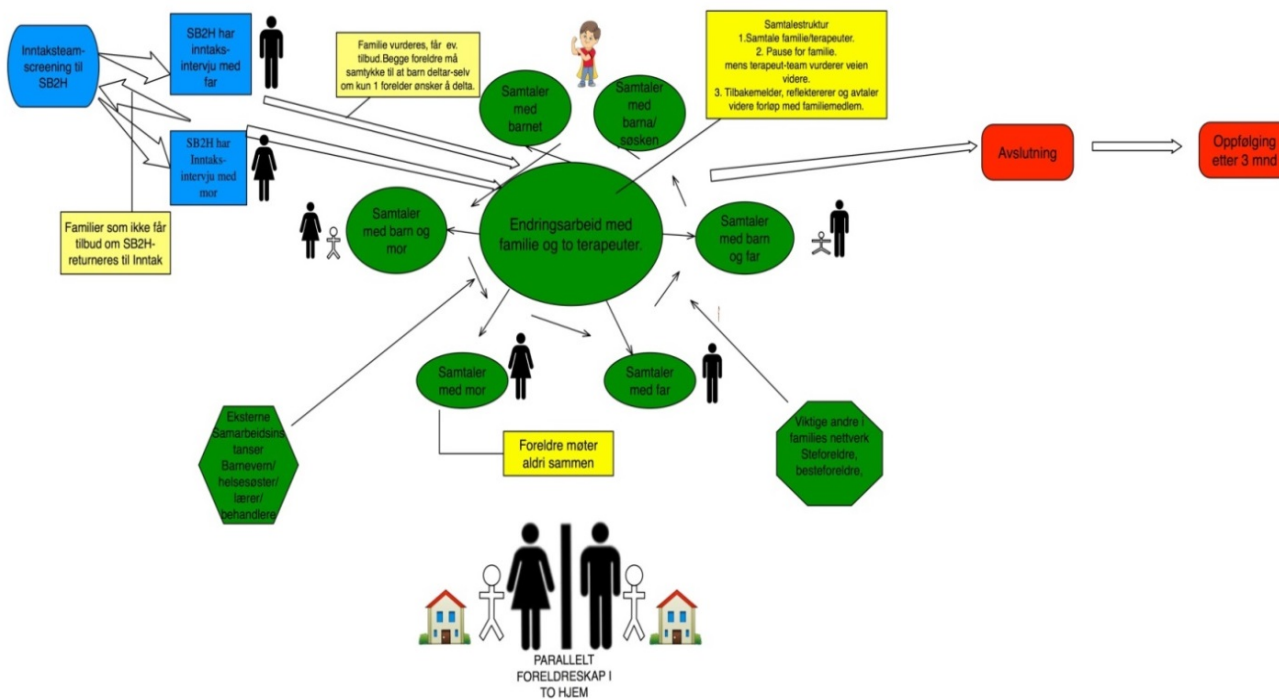 Inntaksteam-
screening til
SB2H
SB2H har
inntaks-
intervju med
far
SB2H har
Inntaks-
intervju med
mor
Familier som ikke får
tilbud om SB2H-
returneres til Inntak
Familie vurderes, får ev.
tilbud.Begge foreldre må
samtykke til at barn deltar-selv
om kun 1 forelder ønsker å delta.
Samtaler
med
barnet
Samtaler
med
barna/
søsken
Samtalestruktur
1.Samtale familie/terapeuter.
2. Pause for familie.
mens terapeut-team vurderer veien
videre.
3. Tilbakemelder, reflektererer og avtaler
videre forløp med familiemedlem.
Avslutning
Oppfølging
etter 3 mnd
Samtaler
med barn og
mor
Endringsarbeid med
familie og to terapeuter.
Samtaler
med barn
og far
Samtaler
med mor
Samtaler
med far
Foreldre møter
aldri sammen
Eksterne
Samarbeidsins
tanser
Barnevern/
helsesøster/
lærer/
behandlere
Viktige andre i
families nettverk
Steforeldre,
besteforeldre,
PARALLELT
FORELDRESKAP I
TO HJEM